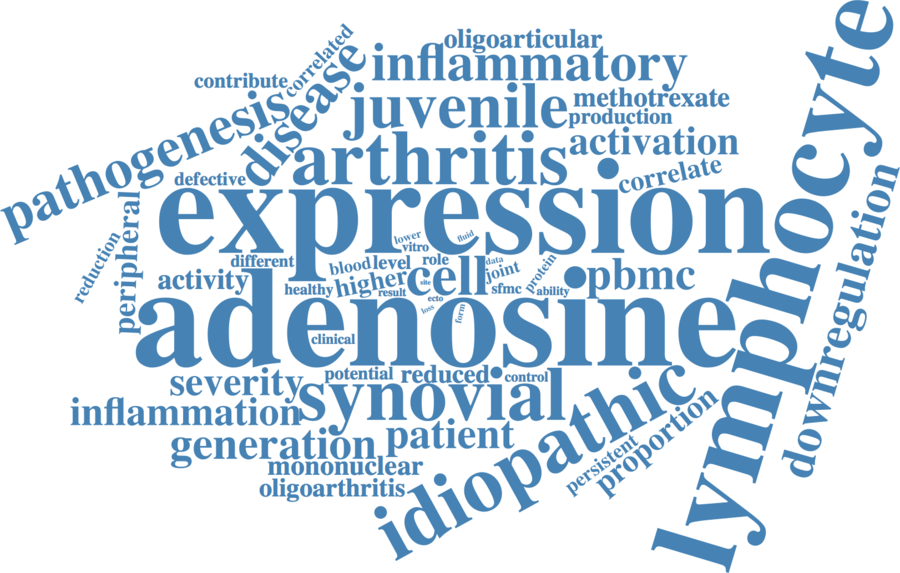 oligoarticular
correlated
contribute
disease
inflammatory
pathogenesis
juvenile
methotrexate
production
activation
arthritis
defective
correlate
lymphocyte
expression
peripheral
reduction
lower
fluid
vitro
different
blood
level
role
data
joint
protein
pbmc
activity
healthy
higher
result
site
cell
sfmc
ability
ecto
loss
form
adenosine
downregulation
clinical
potential
reduced
control
severity
synovial
inflammation
idiopathic
generation
patient
proportion
persistent
mononuclear
oligoarthritis